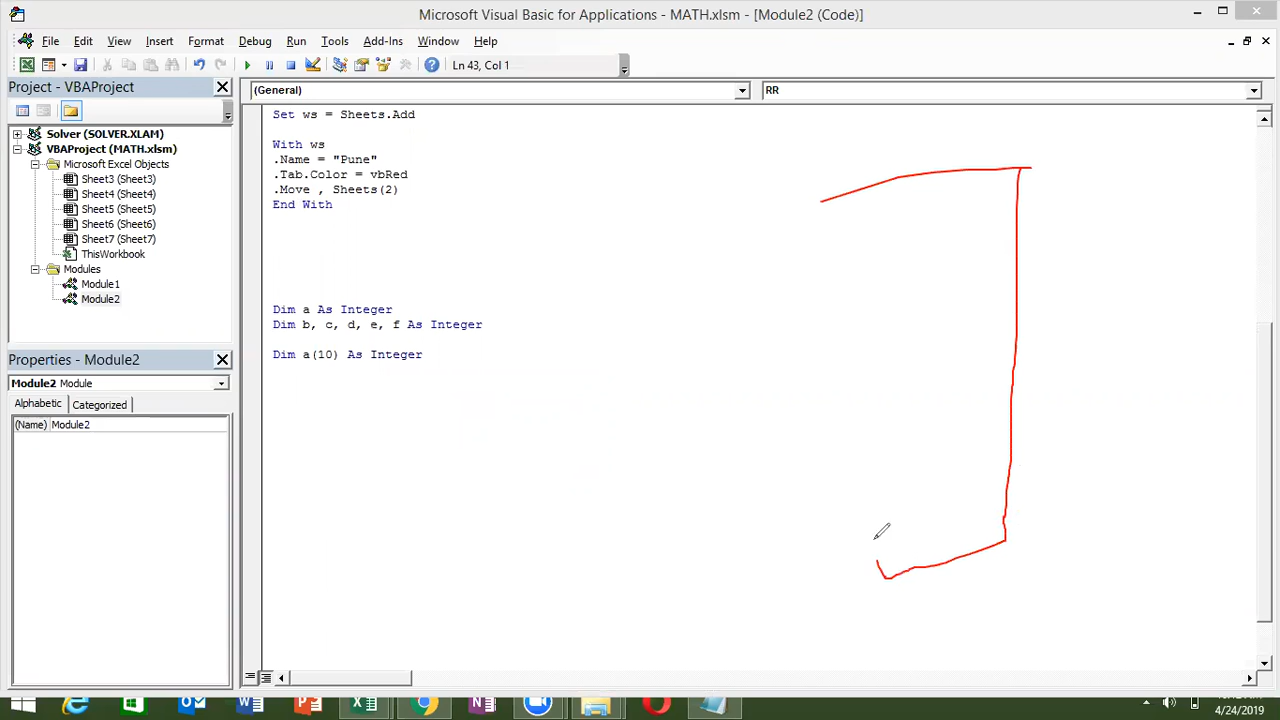 Microsoft Visual Basic for Applications - MATH.xlsm - [Module2 (Code)]
File Edit View Insert Format Debug Run Tools Add-Ins Window Help
Ln 43, Col 1
Project - VBAProject
(General)
RR
Solver (SOLVER.XLAM)
VBAProject (MATH.xlsm)
Microsoft Excel Objects
Sheet3 (Sheet3)
Sheet4 (Sheet4)
Sheet5 (Sheet5)
Sheet6 (Sheet6)
Sheet7 (Sheet7)
ThisWorkbook
Modules
Module1
Module2
Properties - Module2
Module2 Module
Alphabetic Categorized
(Name) Module2
Set ws = Sheets.Add
With ws
.Name = "Pune"
.Tab.Color = vbRed
.Move , Sheets(2)
End With
Dim a As Integer
Dim b, c, d, e, f As Integer
Dim a(10) As Integer
4/24/2019